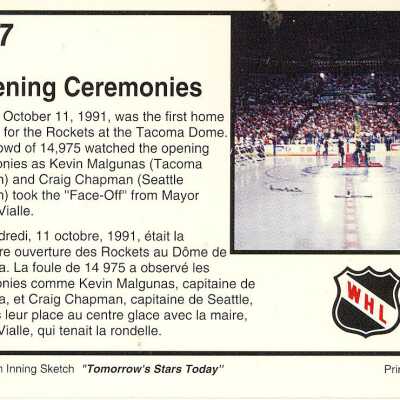 7
ening Ceremonies
October 11, 1991, was the first home
for the Rockets at the Tacoma Dome.
owd of 14,975 watched the opening
onies as Kevin Malgunas (Tacoma
n) and Craig Chapman (Seattle
n) took the "Face-Off" from Mayor
Vialle.
dredi, 11 octobre, 1991, était la
re ouverture des Rockets au Dôme de
a. La foule de 14 975 a observé les
onies comme Kevin Malgunas, capitaine de
a, et Craig Chapman, capitaine de Seattle,
s leur place au centre glace avec la maire,
Vialle, qui tenait la rondelle.
WHL
n Inning Sketch "Tomorrow's Stars Today"
Prin